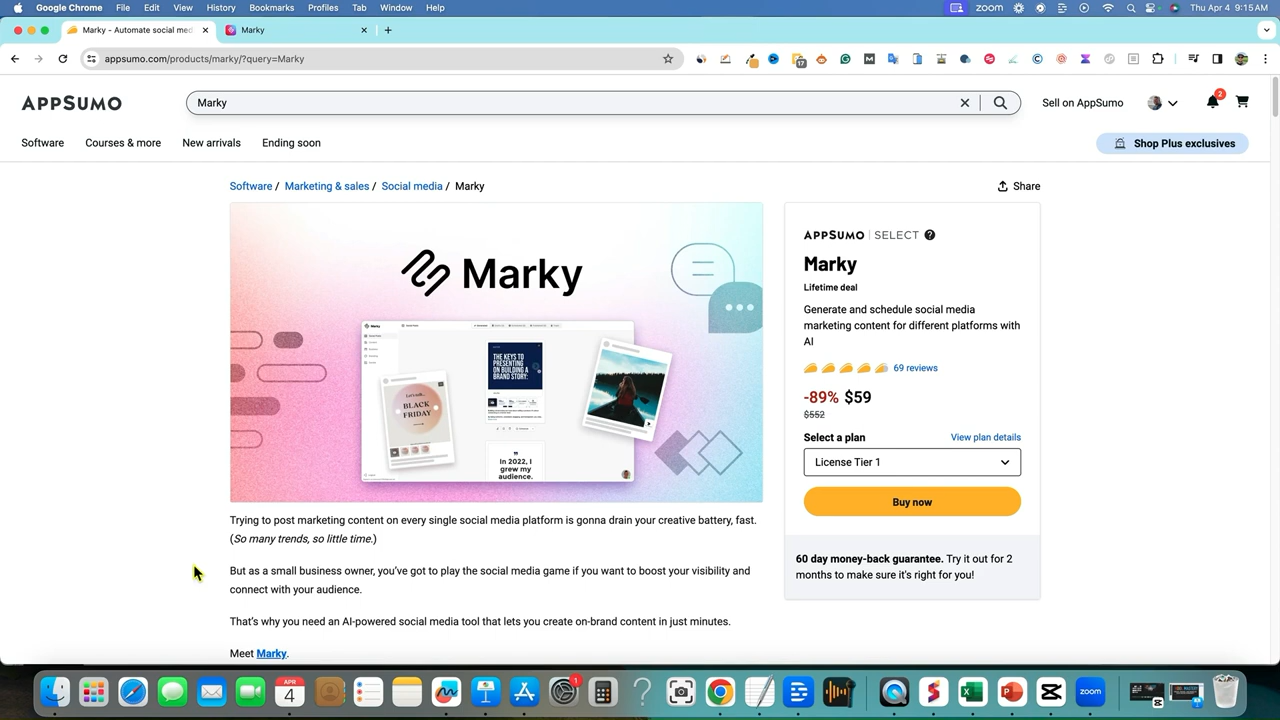 Google Chrome File Edit View History Bookmarks Profiles Tab Window Help
ZOOM Thu Apr 4 9:15 AM
Marky - Automate social med
Marky
appsumo.com/products/marky/?query=Marky
17
APPSUMO
Marky
Sell on AppSumo
2
Software Courses & more New arrivals Ending soon
Shop Plus exclusives
Software / Marketing & sales / Social media / Marky
Share
Marky
THE KEYS TO
PRESENTING
ON BUILDING A
BRAND STORY:
Let's talk...
BLACK
FRIDAY
In 2022, I
grew my
audience.
APPSUMO | SELECT ?
Marky
Lifetime deal
Generate and schedule social media
marketing content for different platforms with
AI
69 reviews
-89% $59
$552
Select a plan View plan details
License Tier 1
Buy now
60 day money-back guarantee. Try it out for 2
months to make sure it's right for you!
Trying to post marketing content on every single social media platform is gonna drain your creative battery, fast.
(So many trends, so little time.)
But as a small business owner, you've got to play the social media game if you want to boost your visibility and
connect with your audience.
That's why you need an AI-powered social media tool that lets you create on-brand content in just minutes.
Meet Marky.
APR
4
1
zoom